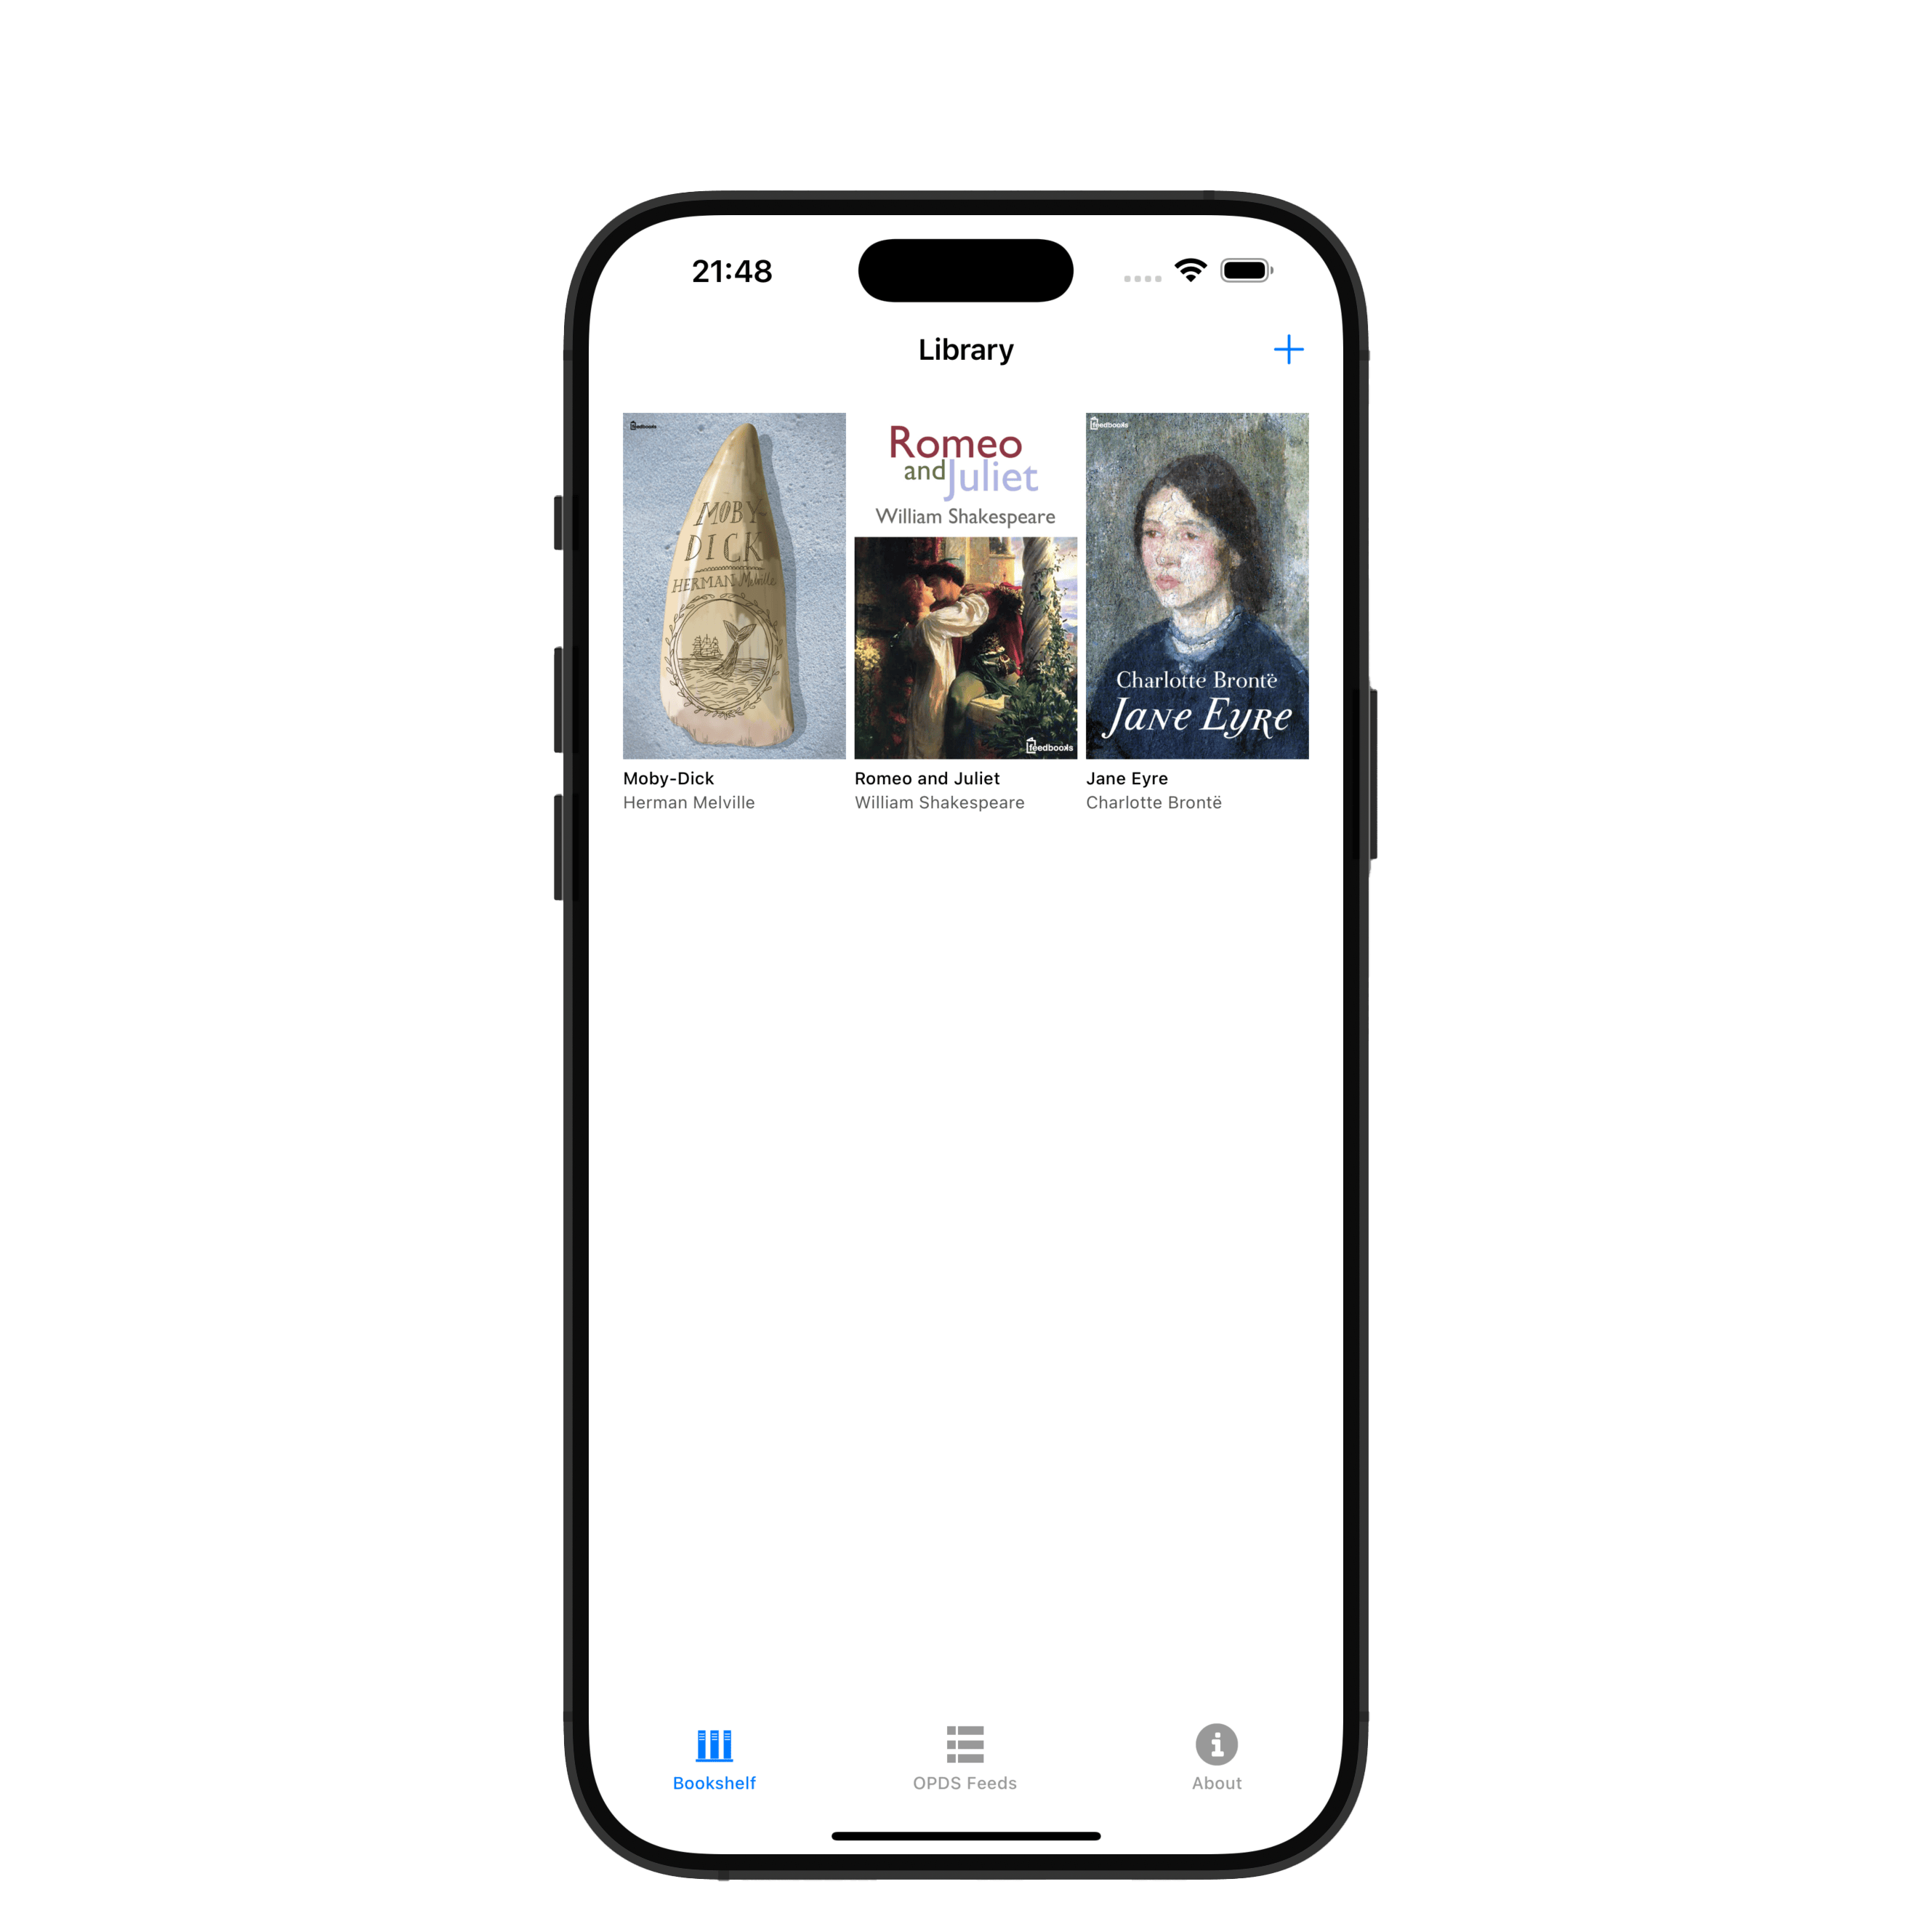 21:48
Library
feedbooks
MOBY-
DICK
HERMAN Melville
Romeo
and Juliet
William Shakespeare
feedbooks
feedbooks
Charlotte Brontë
Jane Eyre
Moby-Dick
Herman Melville
Romeo and Juliet
William Shakespeare
Jane Eyre
Charlotte Brontë
Bookshelf
OPDS Feeds
About